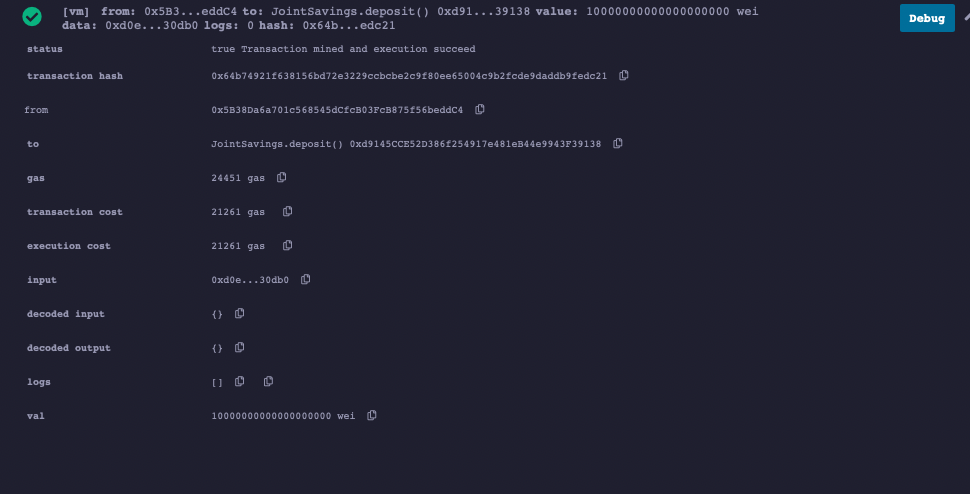 [vm] from: 0x5B3...eddC4 to: JointSavings.deposit() 0xd91...39138 value: 10000000000000000000 wei
data: 0xd0e...30db0 logs: 0 hash: 0x64b...edc21
Debug
status true Transaction mined and execution succeed
transaction hash 0x64b74921f638156bd72e3229ccbcbe2c9f80ee65004c9b2fcde9daddb9fedc21
from 0x5B38Da6a701c568545dCfcB03FcB875f56beddC4
to JointSavings.deposit() 0xd9145CCE52D386f254917e481eB44e9943F39138
gas 24451 gas
transaction cost 21261 gas
execution cost 21261 gas
input 0xd0e...30db0
decoded input {}
decoded output {}
logs []
val 10000000000000000000 wei